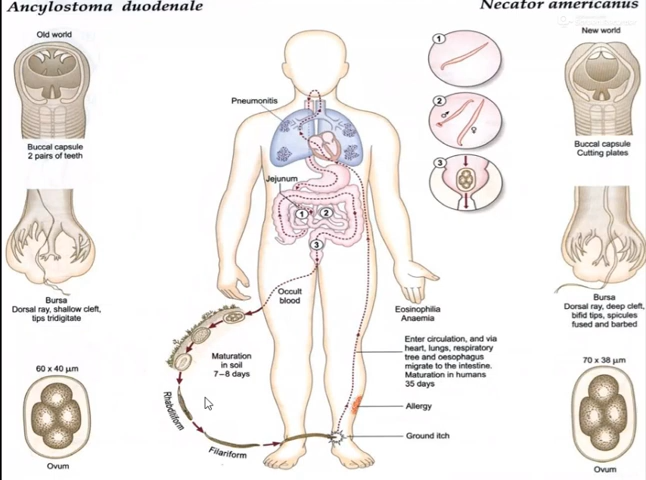 Ancylostoma duodenale
Necator americanus
Old world
Buccal capsule
2 pairs of teeth
Bursa
Dorsal ray, shallow cleft,
tips tridigitate
60 x 40 μm
Ovum
Pneumonitis
Jejunum
1
2
3
Occult
blood
Maturation
in soil
7–8 days
Rhabditiform
Filariform
1
2
♂
♀
3
Eosinophilia
Anaemia
Enter circulation, and via
heart, lungs, respiratory
tree and oesophagus
migrate to the intestine.
Maturation in humans
35 days
Allergy
Ground itch
New world
Buccal capsule
Cutting plates
Bursa
Dorsal ray, deep cleft,
bifid tips, spicules
fused and barbed
70 x 38 μm
Ovum